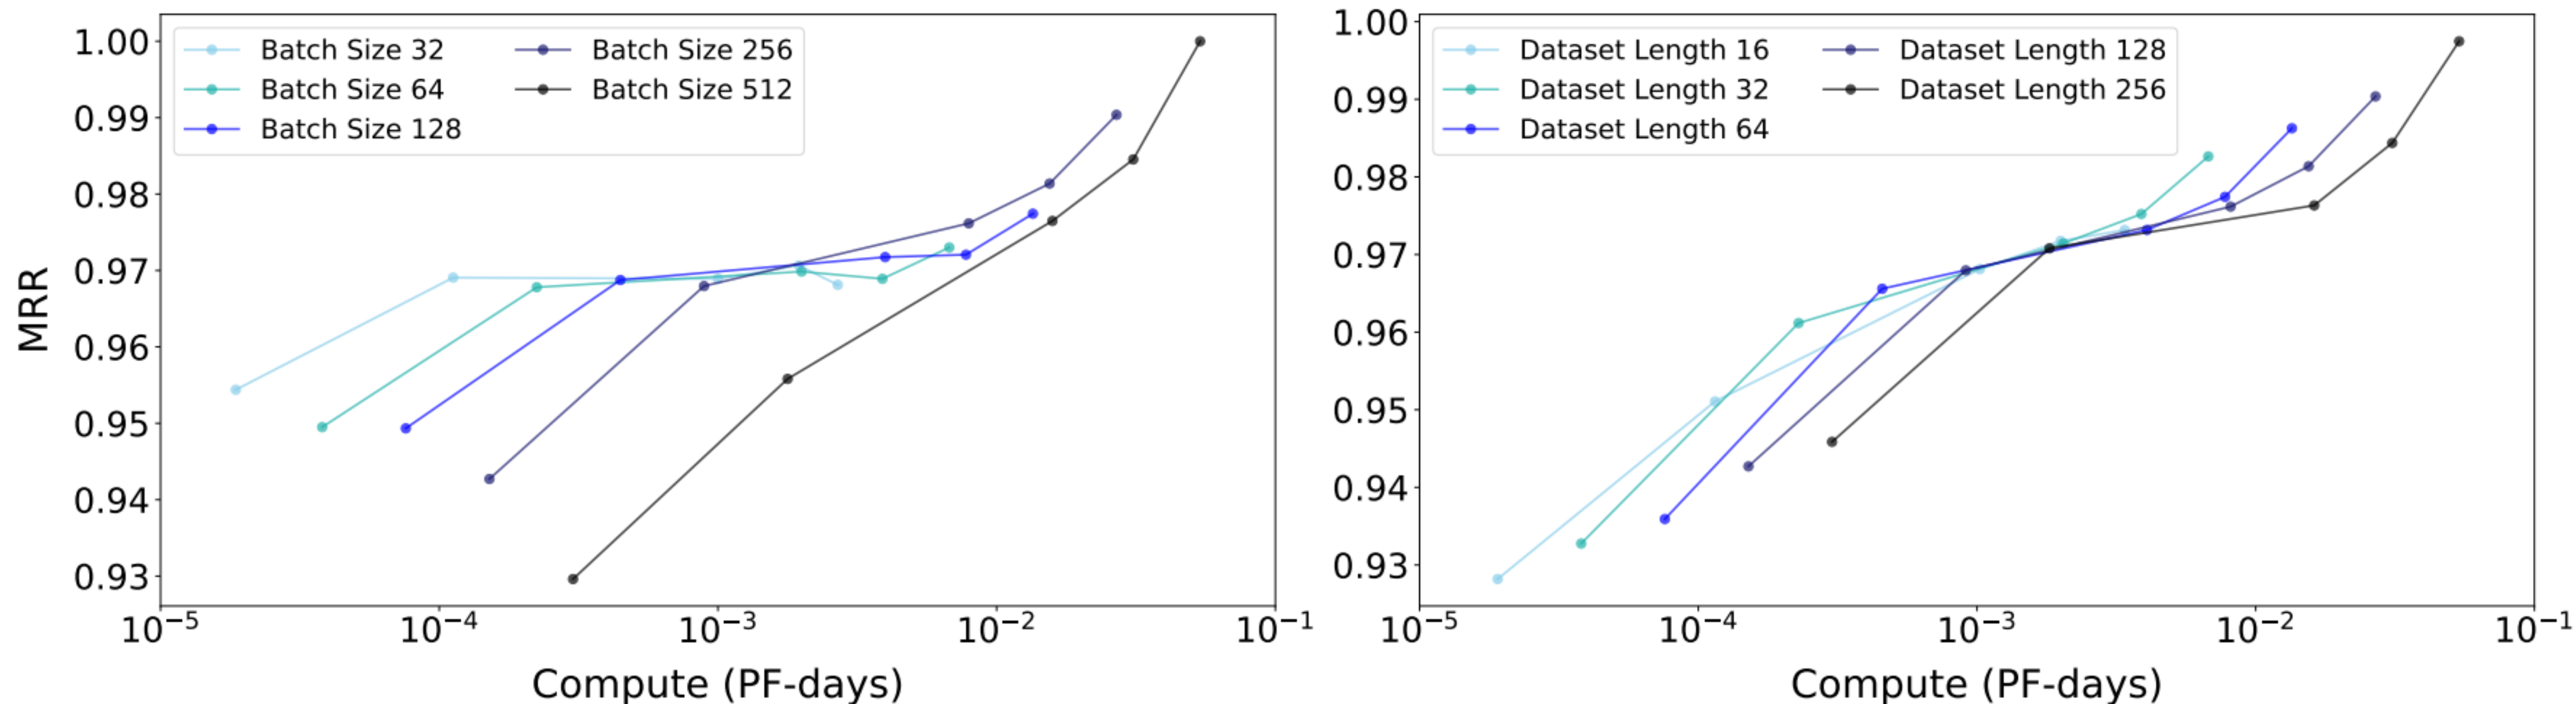 MRR
1.00
0.99
0.98
0.97
0.96
0.95
0.94
0.93
Batch Size 32
Batch Size 64
Batch Size 128
Batch Size 256
Batch Size 512
10⁻⁵ 10⁻⁴ 10⁻³ 10⁻² 10⁻¹
Compute (PF-days)
1.00
0.99
0.98
0.97
0.96
0.95
0.94
0.93
Dataset Length 16
Dataset Length 32
Dataset Length 64
Dataset Length 128
Dataset Length 256
10⁻⁵ 10⁻⁴ 10⁻³ 10⁻² 10⁻¹
Compute (PF-days)